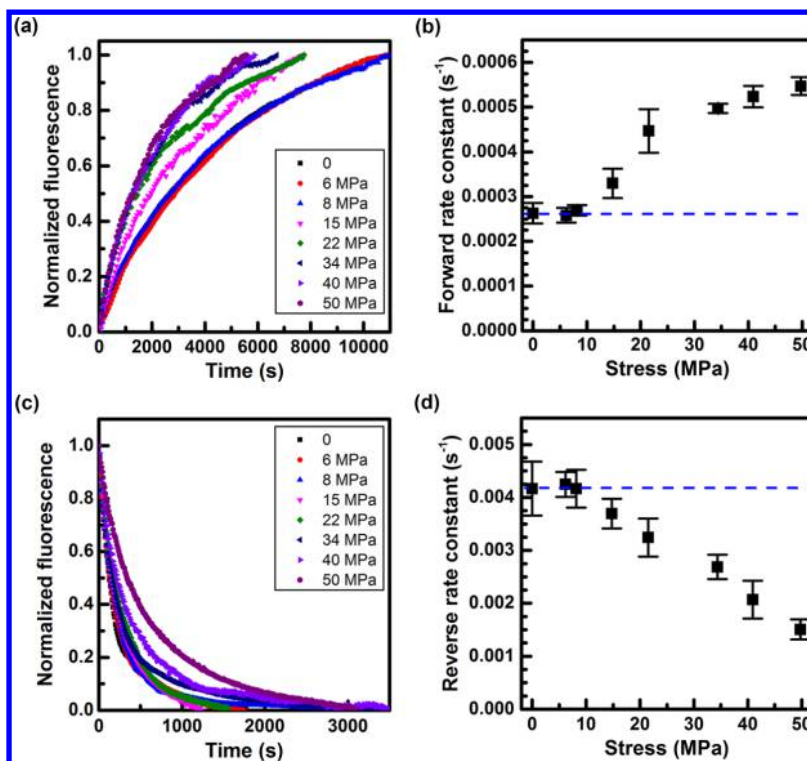 (a)
Normalized fluorescence
1.0
0.8
0.6
0.4
0.2
0.0
0
6 MPa
8 MPa
15 MPa
22 MPa
34 MPa
40 MPa
50 MPa
0 2000 4000 6000 8000 10000
Time (s)
(b)
Forward rate constant (s⁻¹)
0.0006
0.0005
0.0004
0.0003
0.0002
0.0001
0.0000
0 10 20 30 40 50
Stress (MPa)
(c)
Normalized fluorescence
1.0
0.8
0.6
0.4
0.2
0.0
0
6 MPa
8 MPa
15 MPa
22 MPa
34 MPa
40 MPa
50 MPa
0 1000 2000 3000
Time (s)
(d)
Reverse rate constant (s⁻¹)
0.005
0.004
0.003
0.002
0.001
0.000
0 10 20 30 40 50
Stress (MPa)